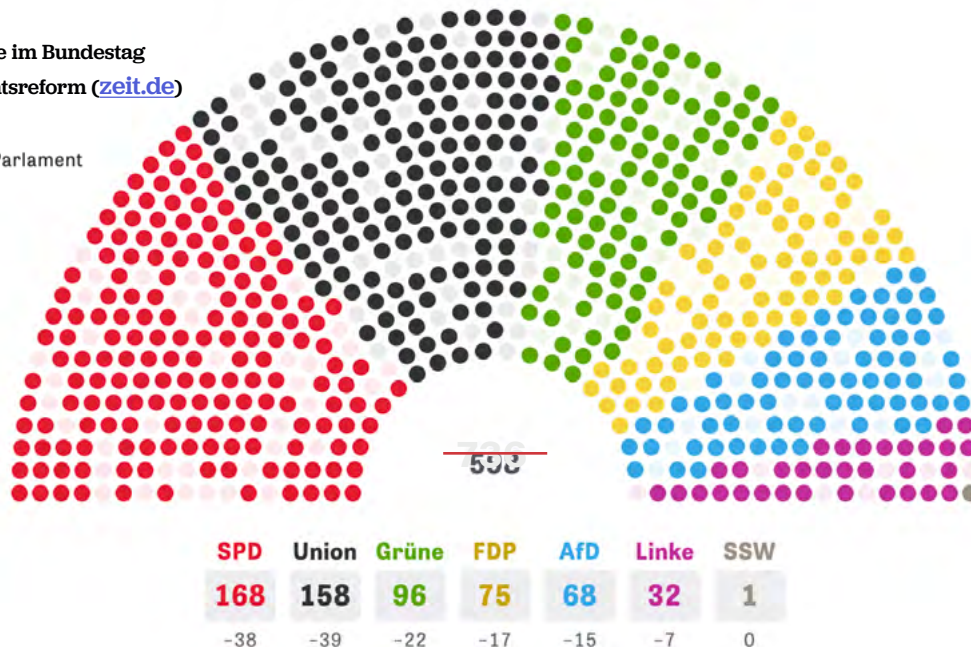 e im Bundestag
tsreform (zeit.de)
Parlament
598
SPD Union Grüne FDP AfD Linke SSW
168 158 96 75 68 32 1
-38 -39 -22 -17 -15 -7 0